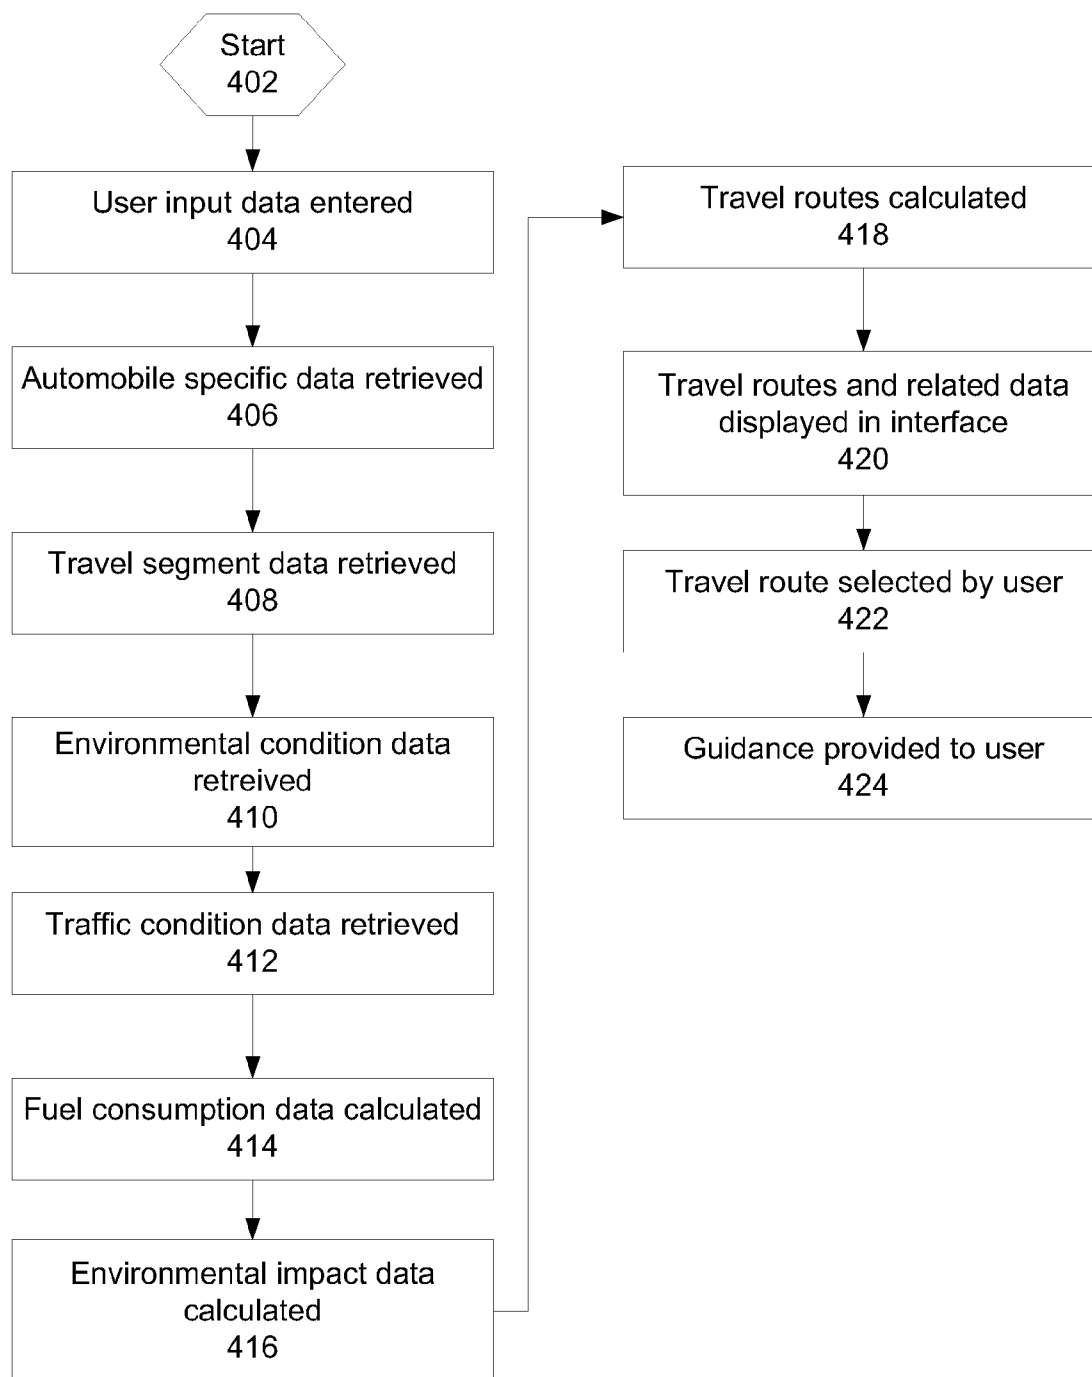 Start
402
User input data entered
404
Automobile specific data retrieved
406
Travel segment data retrieved
408
Environmental condition data
retreived
410
Traffic condition data retrieved
412
Fuel consumption data calculated
414
Environmental impact data
calculated
416
Travel routes calculated
418
Travel routes and related data
displayed in interface
420
Travel route selected by user
422
Guidance provided to user
424